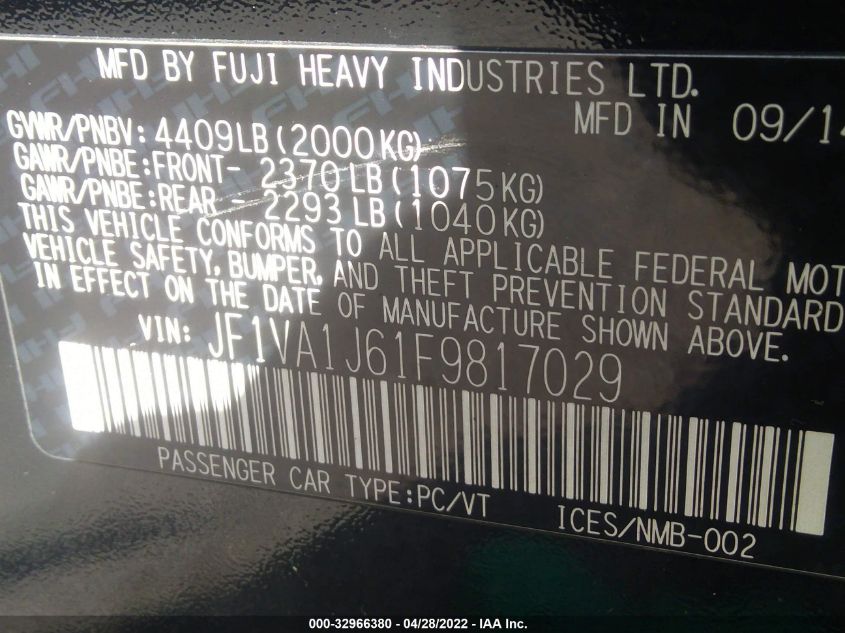 MFD BY FUJI HEAVY INDUSTRIES LTD.
MFD IN 09/14
GVWR/PNBV: 4409LB(2000KG)
GAWR/PNBE:FRONT- 2370LB(1075KG)
GAWR/PNBE:REAR - 2293LB(1040KG)
THIS VEHICLE CONFORMS TO ALL APPLICABLE FEDERAL MOT
VEHICLE SAFETY, BUMPER, AND THEFT PREVENTION STANDARD
IN EFFECT ON THE DATE OF MANUFACTURE SHOWN ABOVE.
VIN: JF1VA1J61F9817029
PASSENGER CAR TYPE:PC/VT
ICES/NMB-002
000-32966380 - 04/28/2022 - IAA Inc.